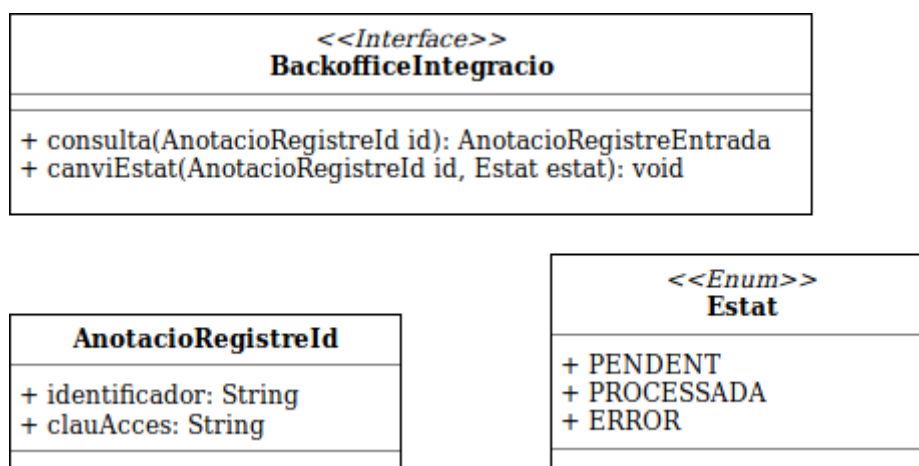 <<Interface>>
BackofficeIntegracio
+ consulta(AnotacioRegistreId id): AnotacioRegistreEntrada
+ canviEstat(AnotacioRegistreId id, Estat estat): void
<<Enum>>
Estat
+ PENDENT
+ PROCESSADA
+ ERROR
AnotacioRegistreId
+ identificador: String
+ clauAcces: String